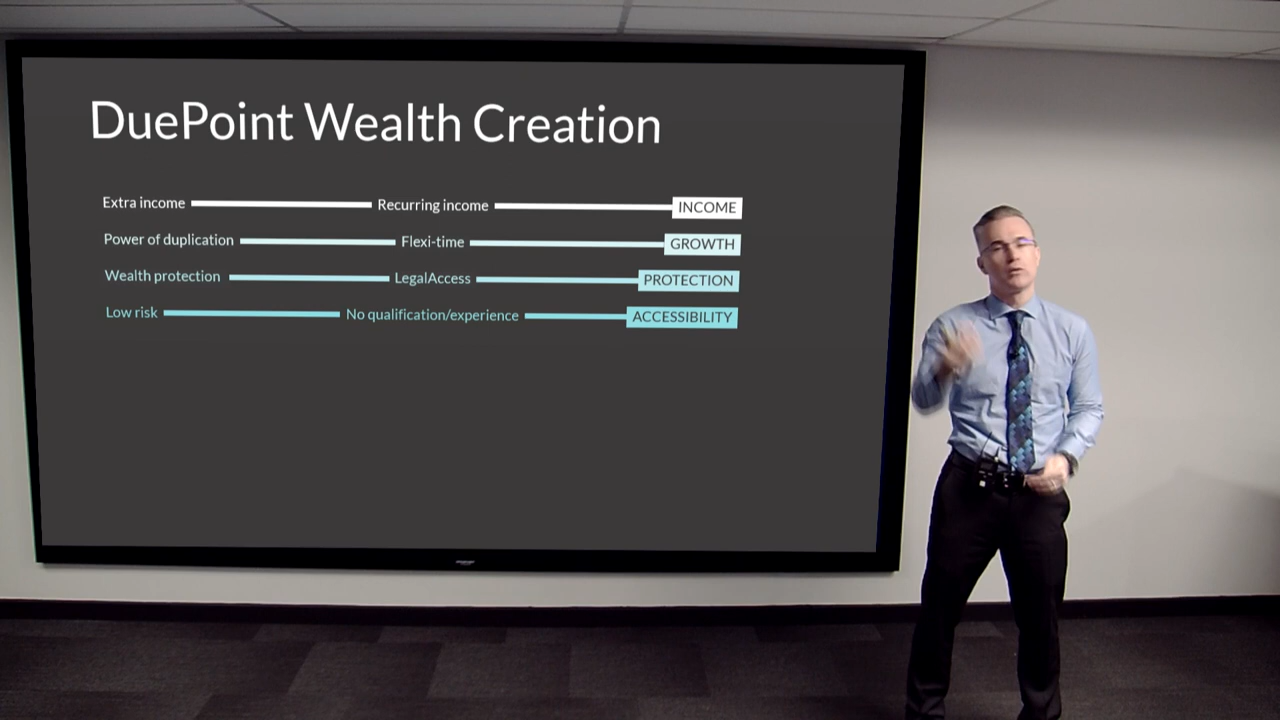 DuePoint Wealth Creation
Extra income Recurring income INCOME
Power of duplication Flexi-time GROWTH
Wealth protection LegalAccess PROTECTION
Low risk No qualification/experience ACCESSIBILITY